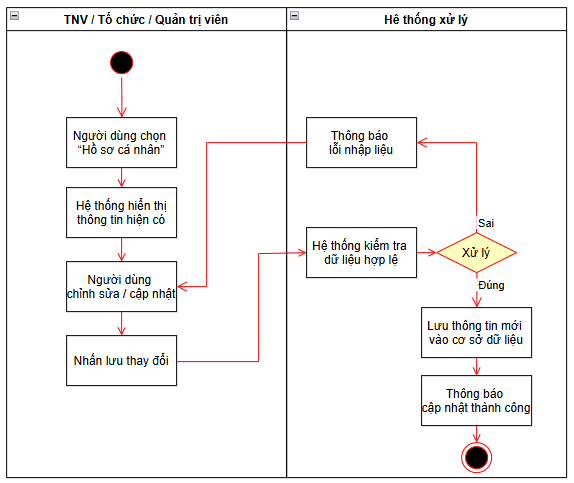 TNV / Tổ chức / Quản trị viên
Hê thống xử lý
Người dùng chọn
“Hồ sơ cá nhân”
Hệ thống hiển thị
thông tin hiện có
Người dùng
chỉnh sửa / cập nhật
Nhấn lưu thay đổi
Thông báo
lỗi nhập liệu
Hệ thống kiểm tra
dữ liệu hợp lệ
Sai
Xử lý
Đúng
Lưu thông tin mới
vào cơ sở dữ liệu
Thông báo
cập nhật thành công